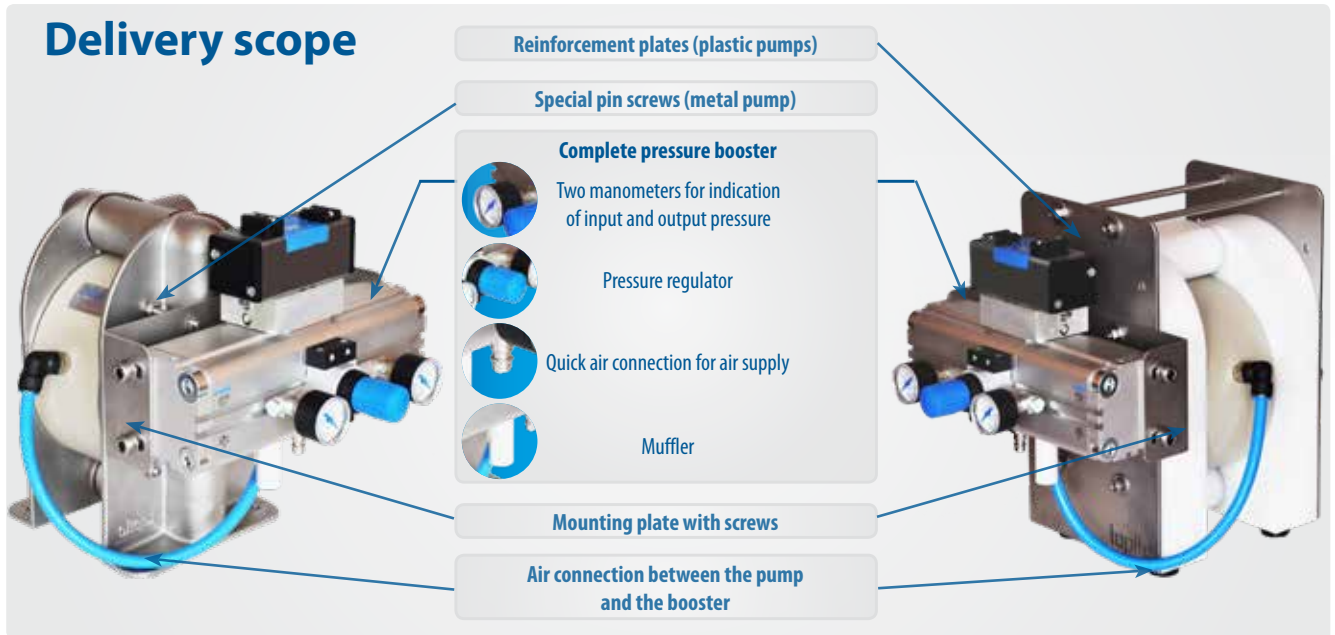 Delivery scope
Reinforcement plates (plastic pumps)
Special pin screws (metal pump)
Complete pressure booster
Two manometers for indication
of input and output pressure
Pressure regulator
Quick air connection for air supply
Muffler
Mounting plate with screws
Air connection between the pump
and the booster